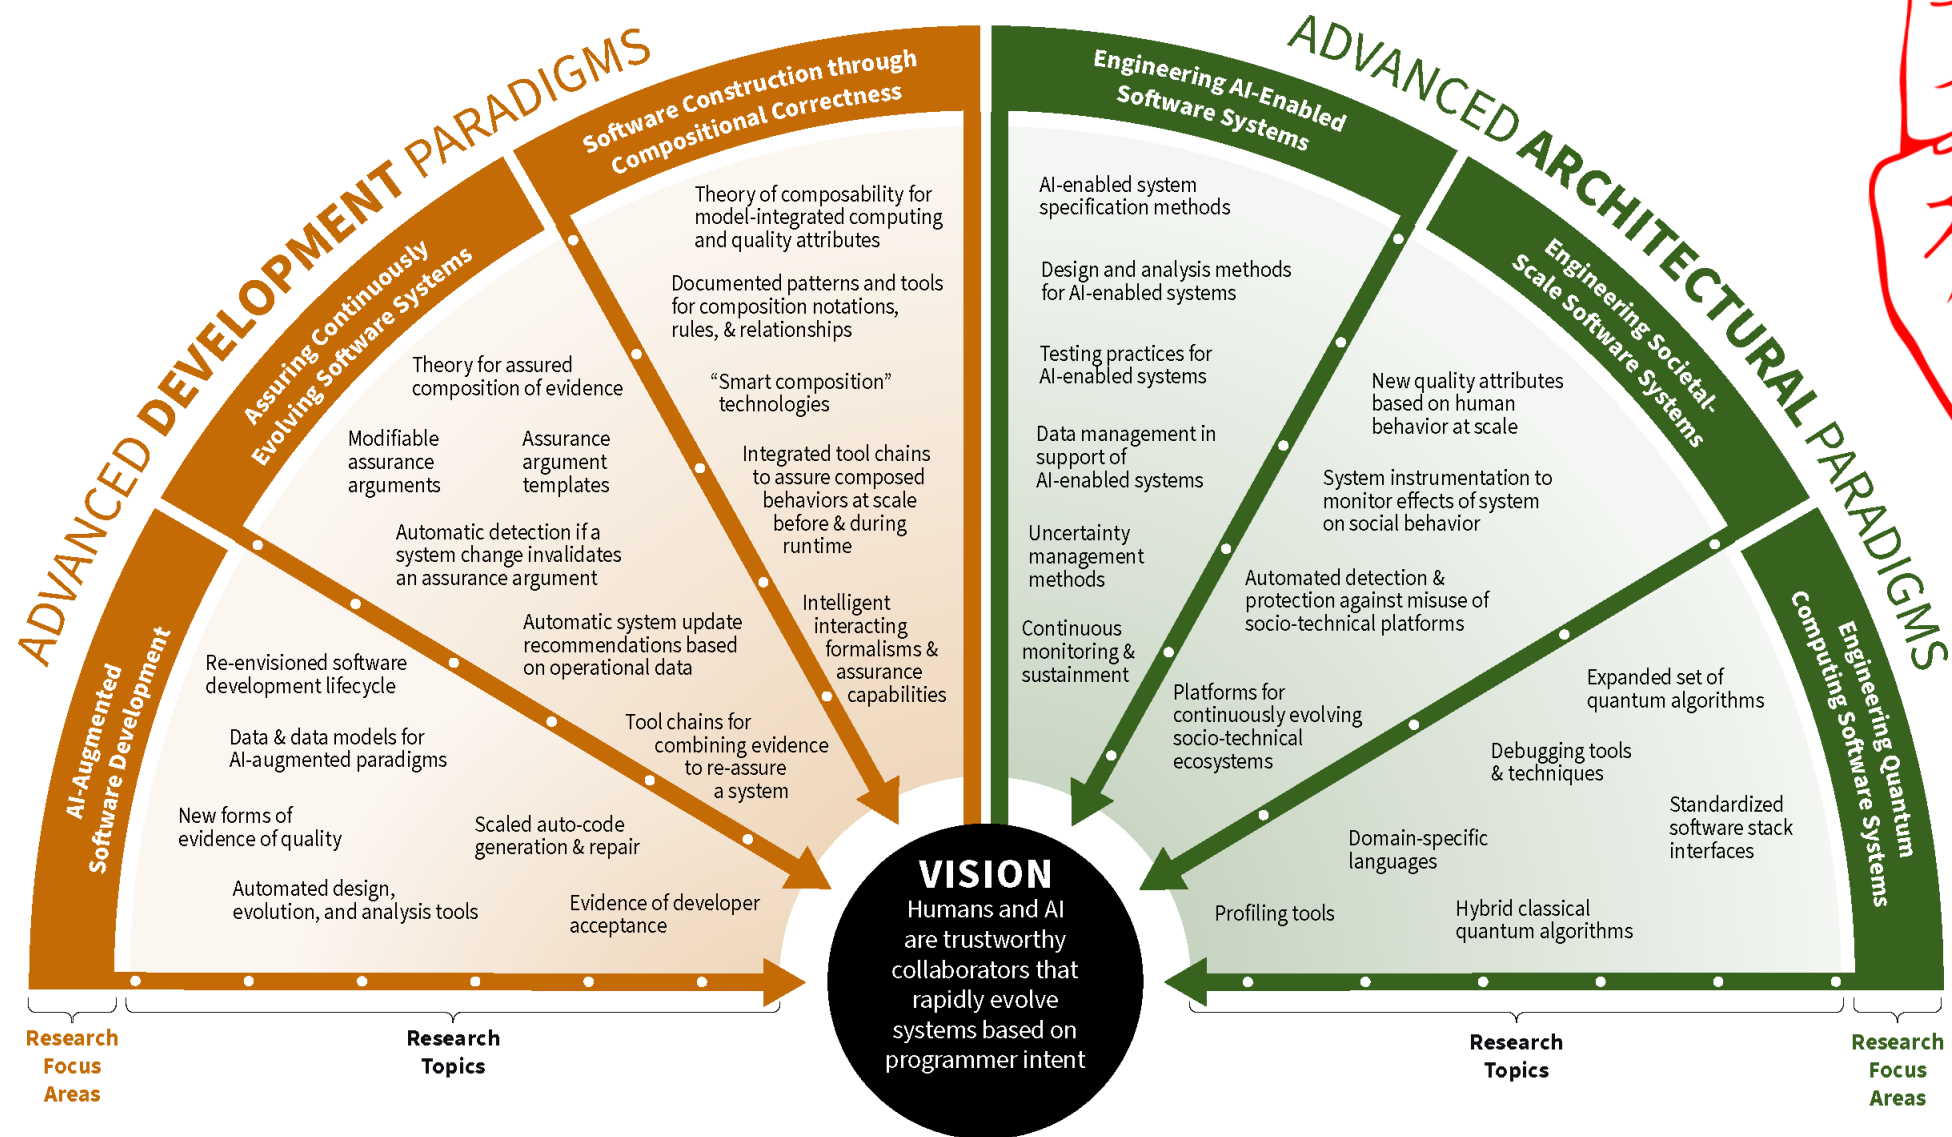 ADVANCED DEVELOPMENT PARADIGMS
AI-Augmented
Software Development
Re-envisioned software
development lifecycle
Data & data models for
AI-augmented paradigms
New forms of
evidence of quality
Scaled auto-code
generation & repair
Automated design,
evolution, and analysis tools
Evidence of developer
acceptance
Assuring Continuously
Evolving Software Systems
Theory for assured
composition of evidence
Modifiable
assurance
arguments
Assurance
argument
templates
Automatic detection if a
system change invalidates
an assurance argument
Automatic system update
recommendations based
on operational data
Tool chains for
combining evidence
to re-assure
a system
Software Construction through
Compositional Correctness
Theory of composability for
model-integrated computing
and quality attributes
Documented patterns and tools
for composition notations,
rules, & relationships
“Smart composition”
technologies
Integrated tool chains
to assure composed
behaviors at scale
before & during
runtime
Intelligent
interacting
formalisms &
assurance
capabilities
ADVANCED ARCHITECTURAL PARADIGMS
Engineering AI-Enabled
Software Systems
AI-enabled system
specification methods
Design and analysis methods
for AI-enabled systems
Testing practices for
AI-enabled systems
Data management in
support of
AI-enabled systems
Uncertainty
management
methods
Continuous
monitoring &
sustainment
Engineering Societal-
Scale Software Systems
New quality attributes
based on human
behavior at scale
System instrumentation to
monitor effects of system
on social behavior
Automated detection &
protection against misuse of
socio-technical platforms
Platforms for
continuously evolving
socio-technical
ecosystems
Engineering Quantum
Computing Software Systems
Expanded set of
quantum algorithms
Debugging tools
& techniques
Standardized
software stack
interfaces
Domain-specific
languages
Profiling tools
Hybrid classical
quantum algorithms
VISION
Humans and AI
are trustworthy
collaborators that
rapidly evolve
systems based on
programmer intent
Research
Focus
Areas
Research
Topics
Research
Topics
Research
Focus
Areas